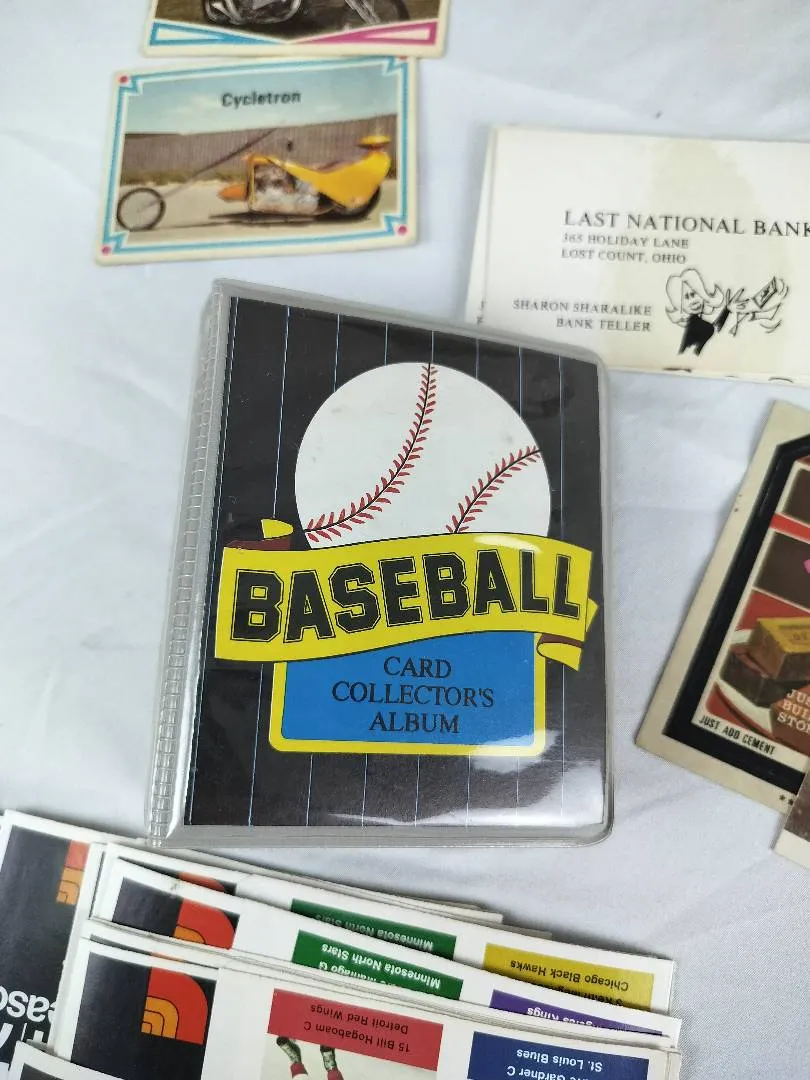 Cycletron
LAST NATIONAL BANK
365 HOLIDAY LANE
LOST COUNT, OHIO
SHARON SHARALIKE
BANK TELLER
BASEBALL
CARD
COLLECTOR'S
ALBUM
JUST ADD CEMENT
Minnesota North Stars
Chicago Black Hawks
Minnesota North Stars
15 Bill Hogaboam C
Detroit Red Wings
Gardner C
St. Louis Blues